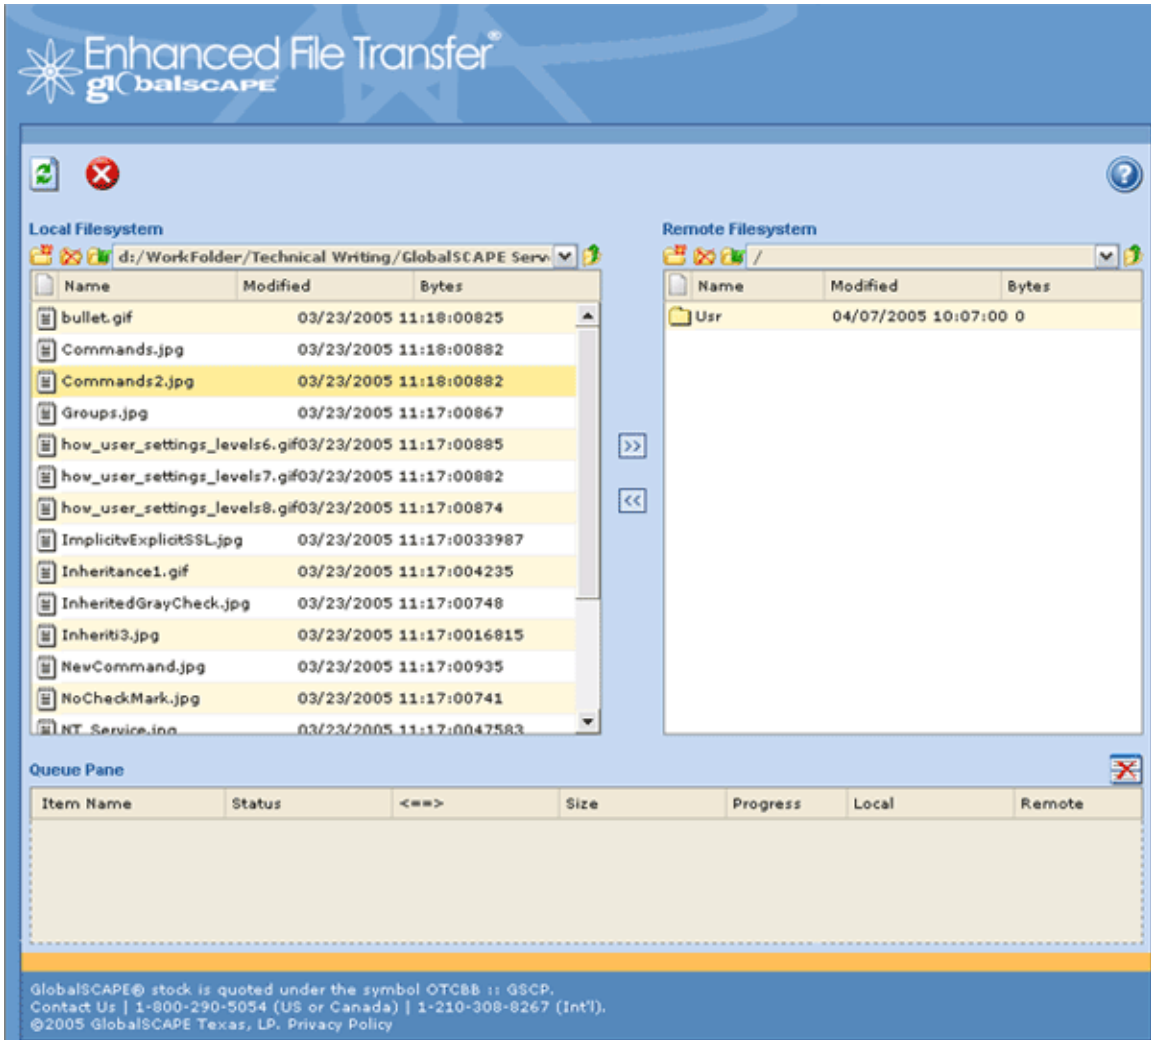 Enhanced File Transfer®
globalSCAPE
Local Filesystem
d:/WorkFolder/Technical Writing/GlobalSCAPE Serv
Name Modified Bytes
bullet.gif 03/23/2005 11:18:00825
Commands.jpg 03/23/2005 11:18:00882
Commands2.jpg 03/23/2005 11:18:00882
Groups.jpg 03/23/2005 11:17:00867
how_user_settings_levels6.gif03/23/2005 11:17:00885
how_user_settings_levels7.gif03/23/2005 11:17:00882
how_user_settings_levels8.gif03/23/2005 11:17:00874
ImplicitvExplicitSSL.jpg 03/23/2005 11:17:0033987
Inheritance1.gif 03/23/2005 11:17:004235
InheritedGrayCheck.jpg 03/23/2005 11:17:00748
Inheriti3.jpg 03/23/2005 11:17:0016815
NewCommand.jpg 03/23/2005 11:17:00935
NoCheckMark.jpg 03/23/2005 11:17:00741
NT_Service.jpg 03/23/2005 11:17:0047583
>>
<<
Remote Filesystem
/
Name Modified Bytes
Usr 04/07/2005 10:07:00 0
Queue Pane
Item Name Status <==> Size Progress Local Remote
GlobalSCAPE® stock is quoted under the symbol OTCBB :: GSCP.
Contact Us | 1-800-290-5054 (US or Canada) | 1-210-308-8267 (Int'l).
©2005 GlobalSCAPE Texas, LP. Privacy Policy